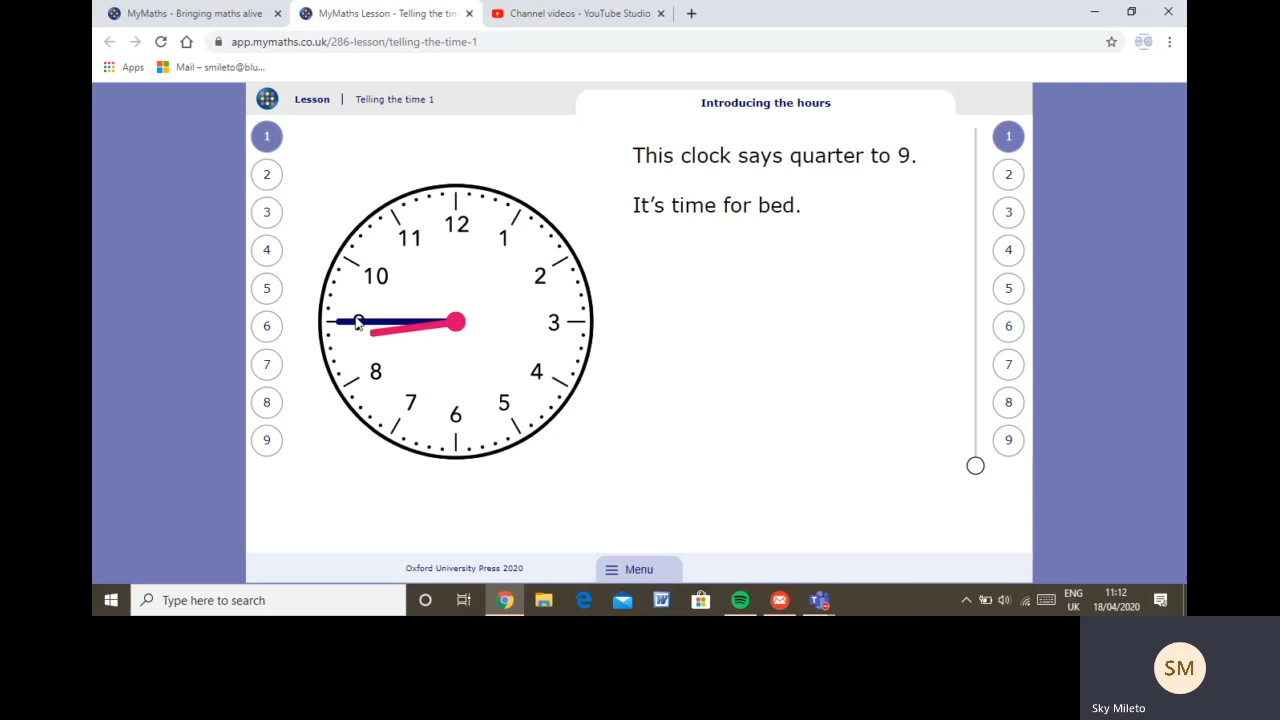 MyMaths - Bringing maths alive
MyMaths Lesson - Telling the tim
Channel videos - YouTube Studio
app.mymaths.co.uk/286-lesson/telling-the-time-1
Apps
Mail – smileto@blu...
Lesson | Telling the time 1
Introducing the hours
1
2
3
4
5
6
7
8
9
12
1
2
3
4
5
6
7
8
10
11
This clock says quarter to 9.
It's time for bed.
1
2
3
4
5
6
7
8
9
Oxford University Press 2020
Menu
Type here to search
ENG
UK
11:12
18/04/2020
SM
Sky Mileto